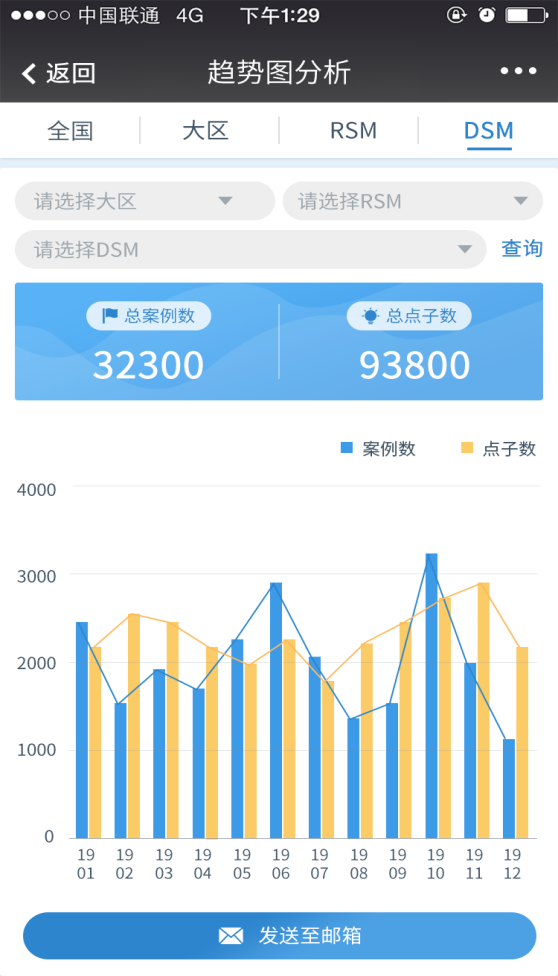 中国联通 4G 下午1:29
返回 趋势图分析
全国 大区 RSM DSM
请选择大区 请选择RSM
请选择DSM 查询
总案例数 总点子数
32300 93800
案例数 点子数
4000
3000
2000
1000
0
19 19 19 19 19 19 19 19 19 19 19 19
01 02 03 04 05 06 07 08 09 10 11 12
发送至邮箱